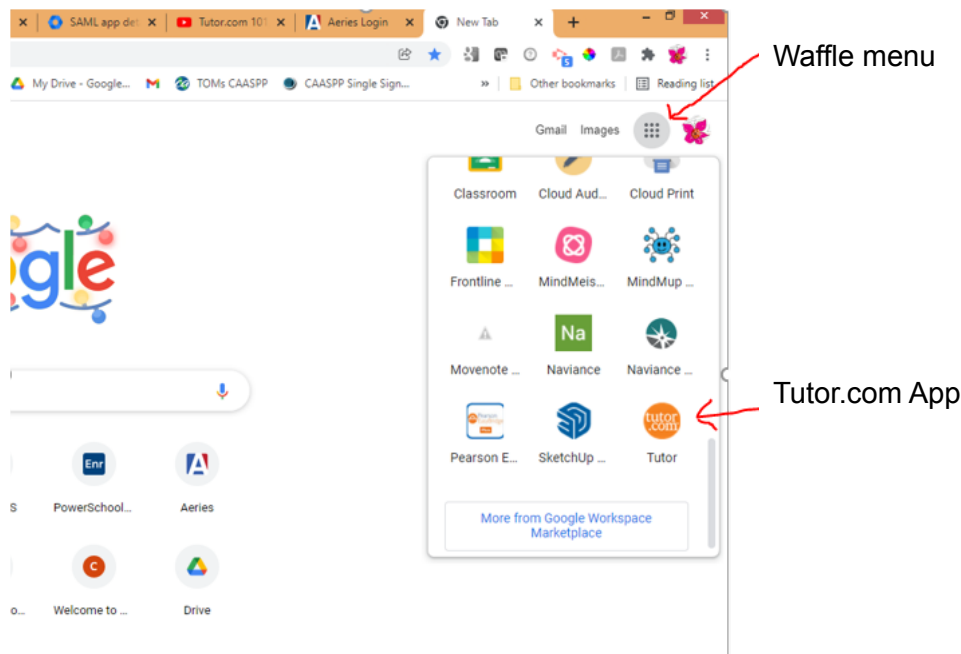 SAML app det
Tutor.com 101
Aeries Login
New Tab
My Drive - Google...
TOMs CAASPP
CAASPP Single Sign...
»
Other bookmarks
Reading list
5
Waffle menu
Gmail Images
Classroom Cloud Aud... Cloud Print
gle
Frontline ... MindMeis... MindMup ...
Na
Movenote ... Naviance Naviance ...
Tutor.com App
Pearson
tutor
.com
Pearson E... SketchUp ... Tutor
Enr
S PowerSchool... Aeries
More from Google Workspace
Marketplace
C
o... Welcome to ... Drive